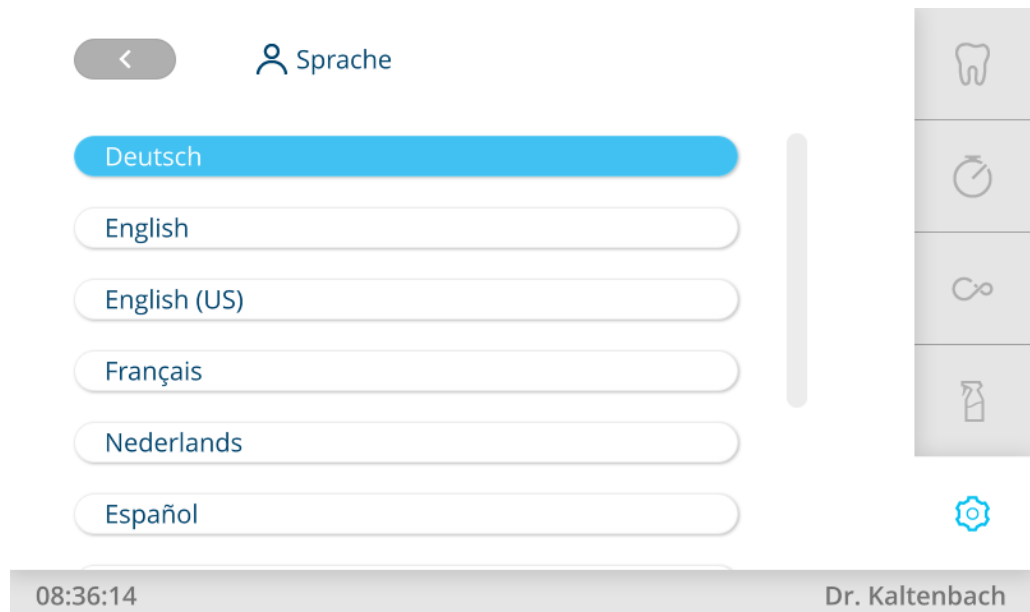 Sprache
Deutsch
English
English (US)
Français
Nederlands
Español
08:36:14
Dr. Kaltenbach